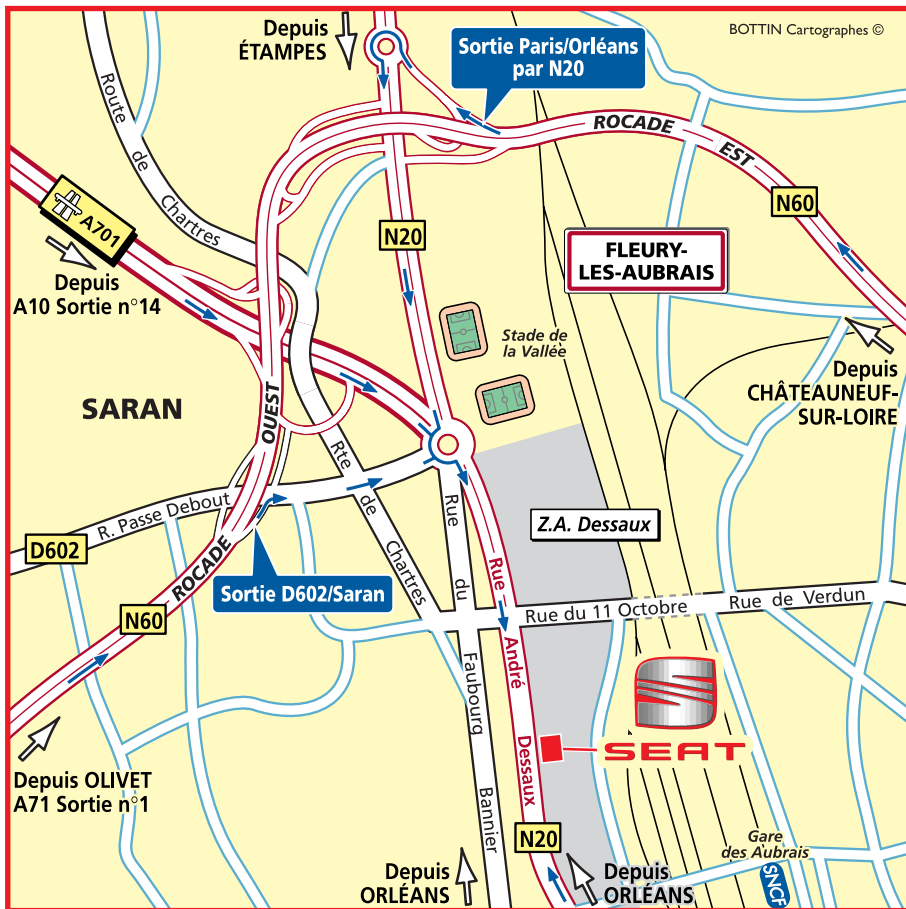 BOTTIN Cartographes ©
Depuis
ÉTAMPES
Sortie Paris/Orléans
par N20
Route de Chartres
ROCADE EST
N60
A701
Depuis
A10 Sortie n°14
N20
FLEURY-
LES-AUBRAIS
Stade de
la Vallée
Depuis
CHÂTEAUNEUF-
SUR-LOIRE
SARAN
ROCADE OUEST
Rte de Chartres
R. Passe Debout
D602
Rue du Faubourg Bannier
Z.A. Dessaux
Sortie D602/Saran
Rue André Dessaux
Rue du 11 Octobre
Rue de Verdun
N60
SEAT
Depuis OLIVET
A71 Sortie n°1
N20
Gare
des Aubrais
SNCF
Depuis
ORLÉANS
Depuis
ORLÉANS